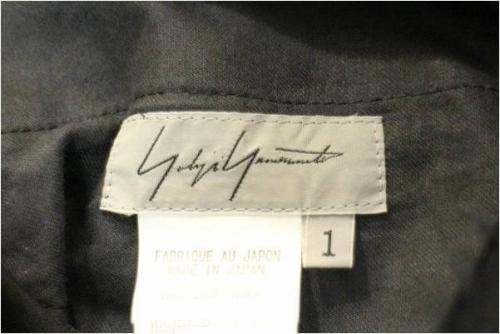 Yohji Yamamoto
1
FABRIQUE AU JAPON
MADE IN JAPAN